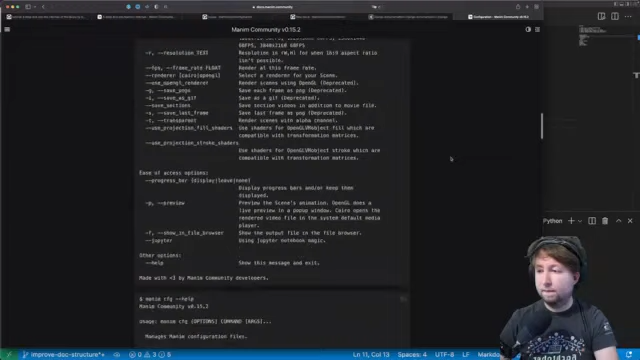 docs.manim.community
Manim Community v0.15.2
60FPS, 3840x2160 60FPS
-r, --resolution TEXT Resolution in (W,H) for when 16:9 aspect ratio
isn't possible.
--fps, --frame_rate FLOAT Render at this frame rate.
--renderer [cairo|opengl] Select a renderer for your Scene.
--use_opengl_renderer Render scenes using OpenGL (Deprecated).
-g, --save_pngs Save each frame as png (Deprecated).
-i, --save_as_gif Save as a gif (Deprecated).
--save_sections Save section videos in addition to movie file.
-s, --save_last_frame
-t, --transparent Render scenes with alpha channel.
--use_projection_fill_shaders Use shaders for OpenGLVMobject fill which are
compatible with transformation matrices.
--use_projection_stroke_shaders
Use shaders for OpenGLVMobject stroke which are
compatible with transformation matrices.
Ease of access options:
--progress_bar [display|leave|none]
Display progress bars and/or keep them
displayed.
-p, --preview Preview the Scene's animation. OpenGL does a
live preview in a popup window. Cairo opens the
rendered video file in the system default media
player.
-f, --show_in_file_browser Show the output file in the file browser.
--jupyter Using jupyter notebook magic.
Other options:
--help Show this message and exit.
Made with <3 by Manim Community developers.
$ manim cfg --help
Manim Community v0.15.2
Usage: manim cfg [OPTIONS] COMMAND [ARGS]...
Manages Manim configuration files.
Python
improve-doc-structure*+
0 3 5
Ln 11, Col 13
Spaces: 4
UTF-8
LF